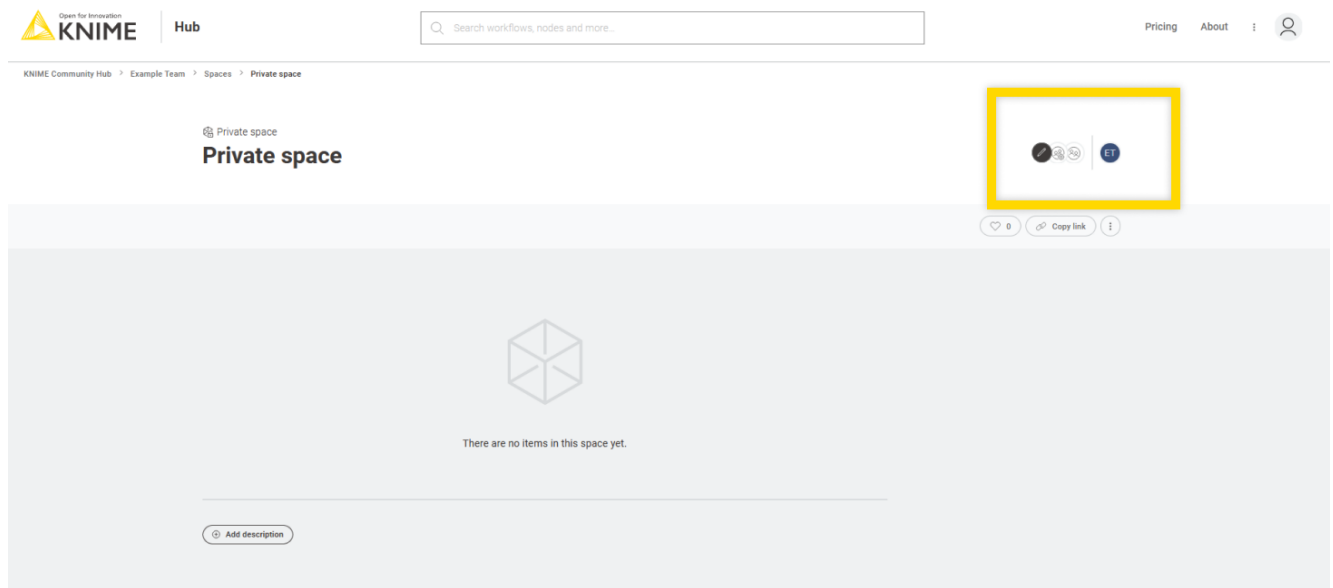 Open for Innovation
KNIME
Hub
Search workflows, nodes and more...
Pricing
About
KNIME Community Hub > Example Team > Spaces > Private space
Private space
Private space
ET
0
Copy link
There are no items in this space yet.
Add description